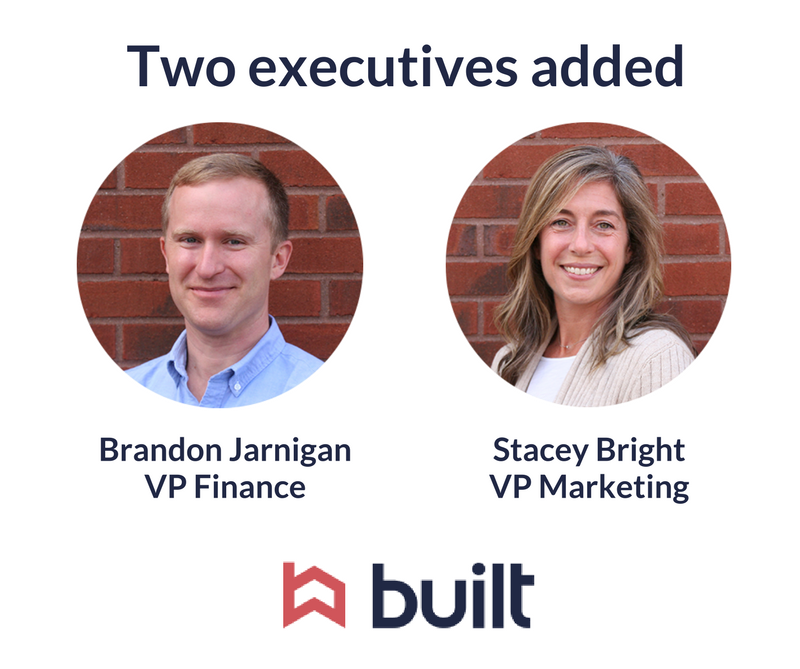 Two executives added
Brandon Jarnigan
VP Finance
Stacey Bright
VP Marketing
built